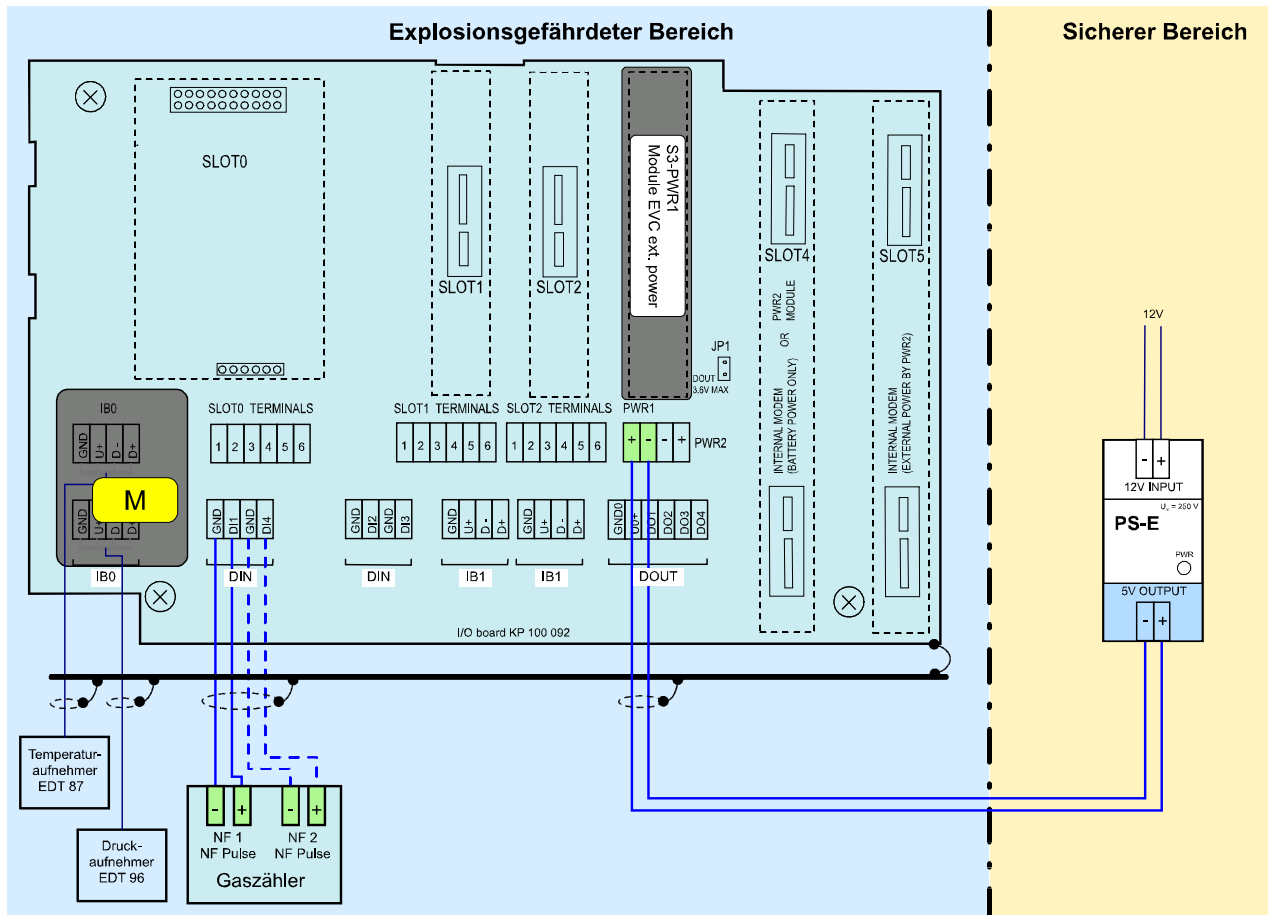 Explosionsgefährdeter Bereich
Sicherer Bereich
SLOT0
SLOT1
SLOT2
S3-PWR1
Module EVC ext. power
SLOT4
SLOT5
JP1
DOUT
3,6V MAX
INTERNAL MODEM
(BATTERY POWER ONLY)
OR
PWR2
MODULE
INTERNAL MODEM
(EXTERNAL POWER BY PWR2)
IB0
SLOT0 TERMINALS
SLOT1 TERMINALS
SLOT2 TERMINALS
PWR1
GND U+ D- D+
1 2 3 4 5 6
1 2 3 4 5 6
1 2 3 4 5 6
+ - - +
PWR2
M
GND U+ D D+
GND DI1 GND DI4
GND DI2 GND DI3
GND U+ D- D+
GND U+ D- D+
GND0 U0+ DO1 DO2 DO3 DO4
IB0
DIN
DIN
IB1
IB1
DOUT
I/O board KP 100 092
12V
- +
12V INPUT
PS-E
= 250 V
PWR
5V OUTPUT
- +
Temperatur-
aufnehmer
EDT 87
Druck-
aufnehmer
EDT 96
- + - +
NF 1
NF Pulse
NF 2
NF Pulse
Gaszähler